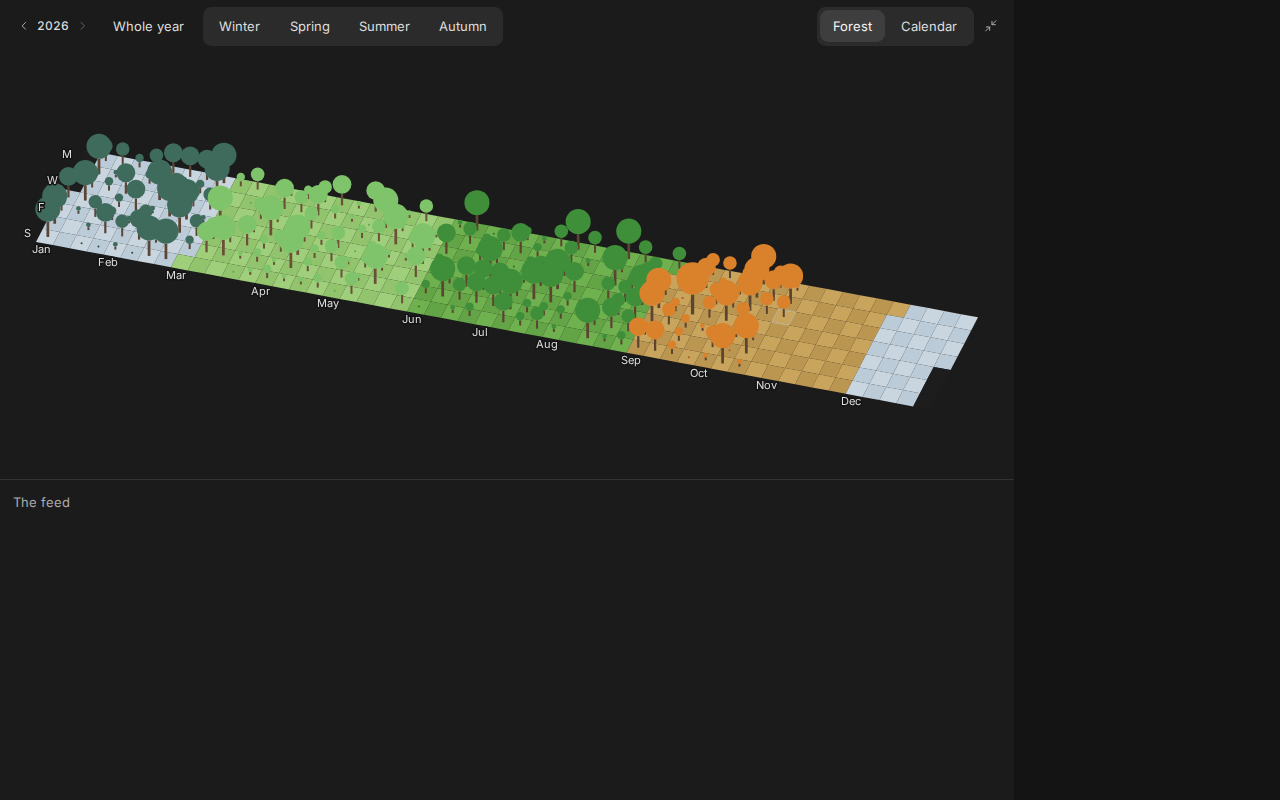 2026 Whole year Winter Spring Summer Autumn Forest Calendar
M
W
F
S
Jan
Feb
Mar
Apr
May
Jun
Jul
Aug
Sep
Oct
Nov
Dec
The feed